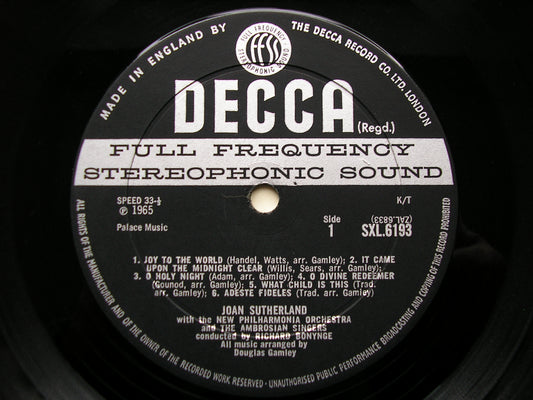 MADE IN ENGLAND BY
THE DECCA RECORD CO, LTD, LONDON
FULL FREQUENCY
FFSS
STEREOPHONIC SOUND
DECCA (Regd.)
FULL FREQUENCY
STEREOPHONIC SOUND
SPEED 33-⅓
K/T
℗ 1965
(ZAL.6833)
Palace Music
Side
1
SXL.6193
1. JOY TO THE WORLD (Handel, Watts, arr. Gamley); 2. IT CAME
UPON THE MIDNIGHT CLEAR (Willis, Sears, arr. Gamley);
3. O HOLY NIGHT (Adam, arr. Gamley); 4. O DIVINE REDEEMER
(Gounod, arr. Gamley); 5. WHAT CHILD IS THIS (Trad.
arr. Gamley); 6. ADESTE FIDELES (Trad. arr. Gamley)
JOAN SUTHERLAND
with the NEW PHILHARMONIA ORCHESTRA
and THE AMBROSIAN SINGERS
conducted by RICHARD BONYNGE
All music arranged by
Douglas Gamley
ALL RIGHTS OF THE MANUFACTURER AND OF THE OWNER OF THE RECORDED WORK RESERVED · UNAUTHORISED PUBLIC PERFORMANCE BROADCASTING AND COPYING OF THIS RECORD PROHIBITED